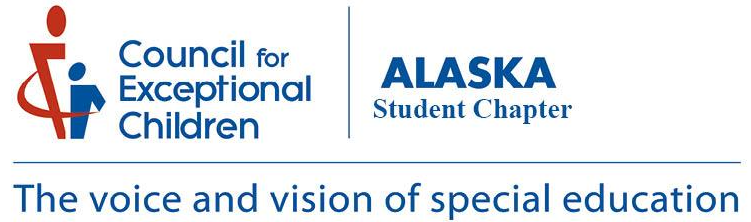 Council for
Exceptional
Children
ALASKA
Student Chapter
The voice and vision of special education